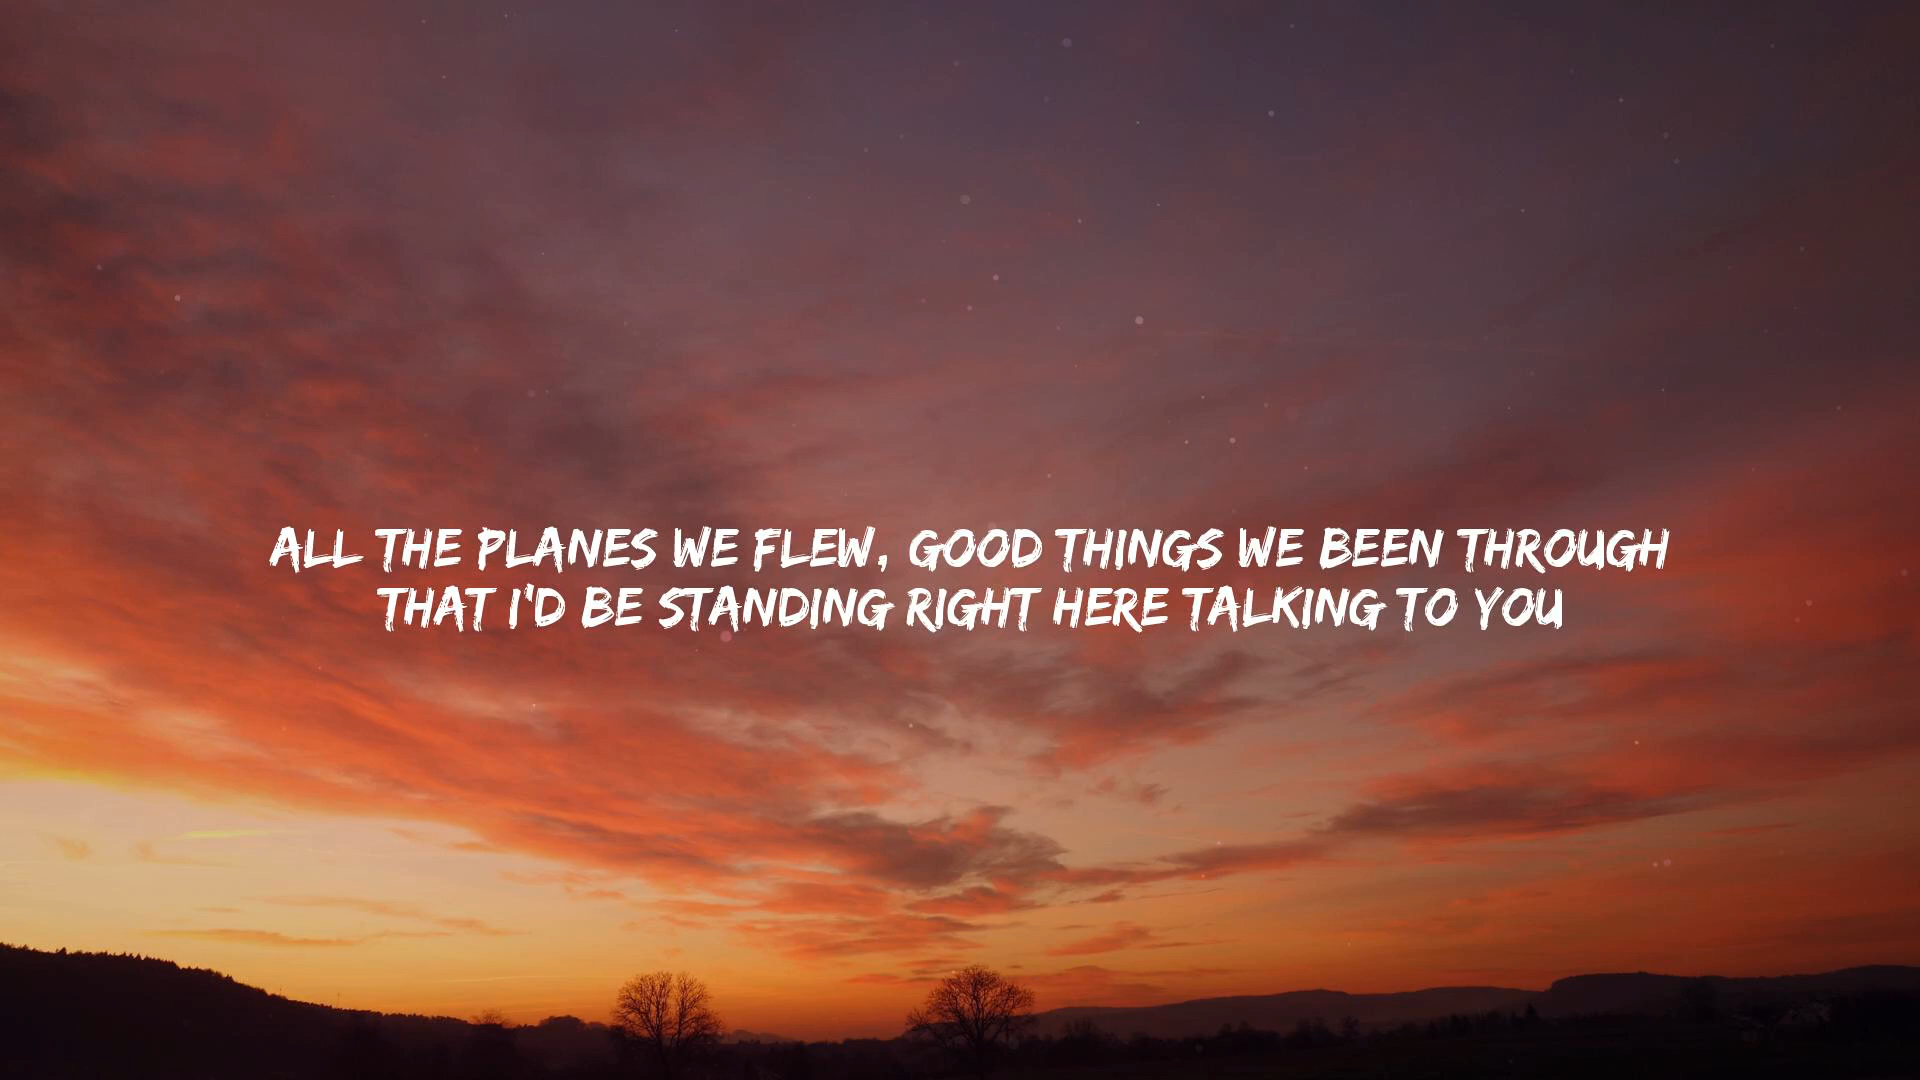 ALL THE PLANES WE FLEW, GOOD THINGS WE BEEN THROUGH
THAT I'D BE STANDING RIGHT HERE TALKING TO YOU